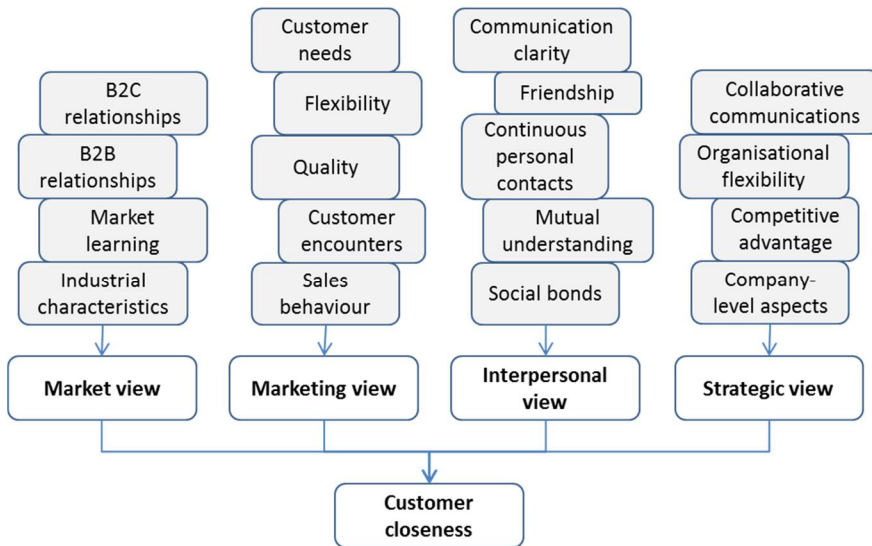 B2C
relationships
B2B
relationships
Market
learning
Industrial
characteristics
Market view
Customer
needs
Flexibility
Quality
Customer
encounters
Sales
behaviour
Marketing view
Communication
clarity
Friendship
Continuous
personal
contacts
Mutual
understanding
Social bonds
Interpersonal
view
Collaborative
communications
Organisational
flexibility
Competitive
advantage
Company-
level aspects
Strategic view
Customer
closeness